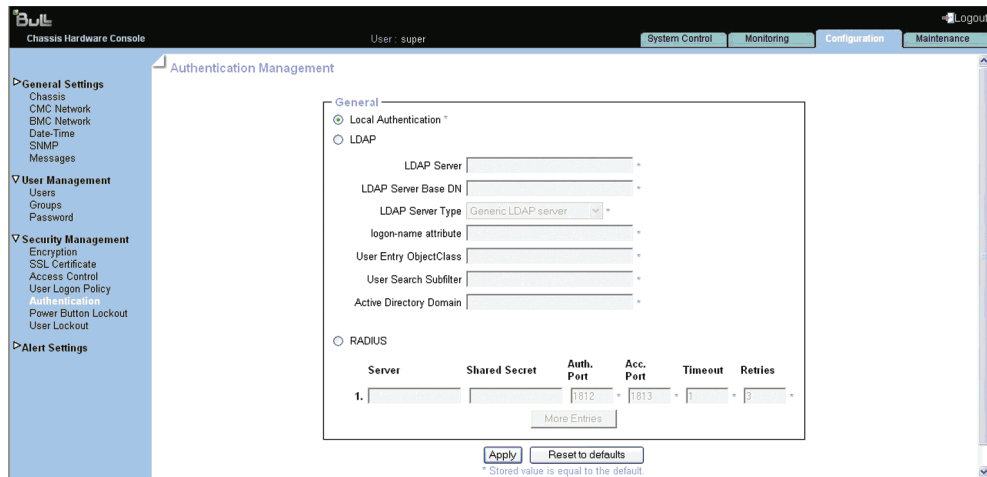 Bull
Logout
Chassis Hardware Console
User : super
System Control
Monitoring
Configuration
Maintenance
Authentication Management
General Settings
Chassis
CMC Network
BMC Network
Date-Time
SNMP
Messages
User Management
Users
Groups
Password
Security Management
Encryption
SSL Certificate
Access Control
User Logon Policy
Authentication
Power Button Lockout
User Lockout
Alert Settings
General
Local Authentication *
LDAP
LDAP Server *
LDAP Server Base DN *
LDAP Server Type Generic LDAP server *
logon-name attribute *
User Entry ObjectClass *
User Search Subfilter *
Active Directory Domain *
RADIUS
Server Shared Secret Auth. Port Acc. Port Timeout Retries
1. 1812 * 1813 * 1 * 3 *
More Entries
Apply Reset to defaults
* Stored value is equal to the default.